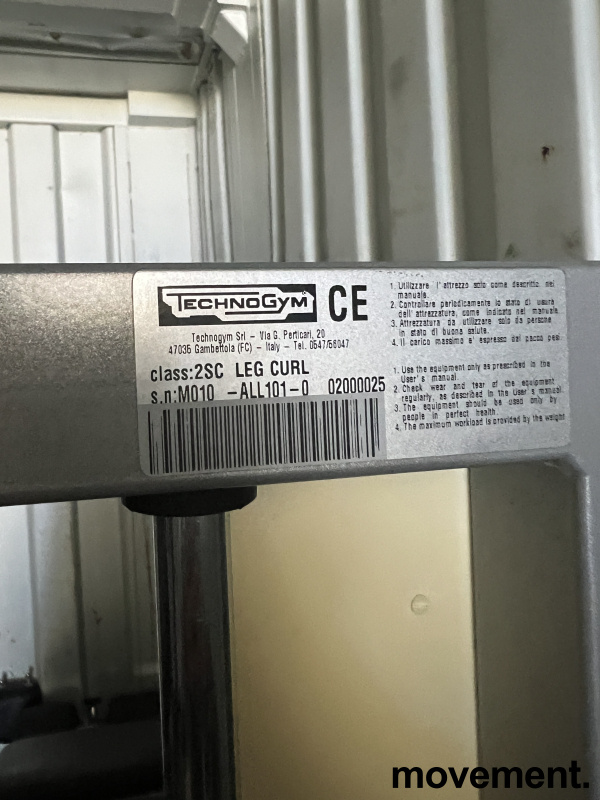 TECHNOGYM CE
Technogym Srl - Via G. Perticari, 20
47035 Gambettola (FC) - Italy - Tel. 0547/56047
class:2SC LEG CURL
s.n:M010 -ALL101-0 02000025
1. Utilizzare l'attrezzo solo come descritto nel
manuale.
2. Controllare periodicamente lo stato di usura
dell'attrezzatura, come indicato nel manuale.
3. Attrezzatura da utilizzare solo da persone
in stato di buona salute.
4. Il carico massimo e' espresso dal pacco pesi
1. Use the equipment only as prescribed in the
User's manual.
2. Check wear and tear of the equipment
regularly, as described in the User's manual
3. The equipment should be used only by
people in perfect health.
4. The maximum workload is provided by the weight
movement.